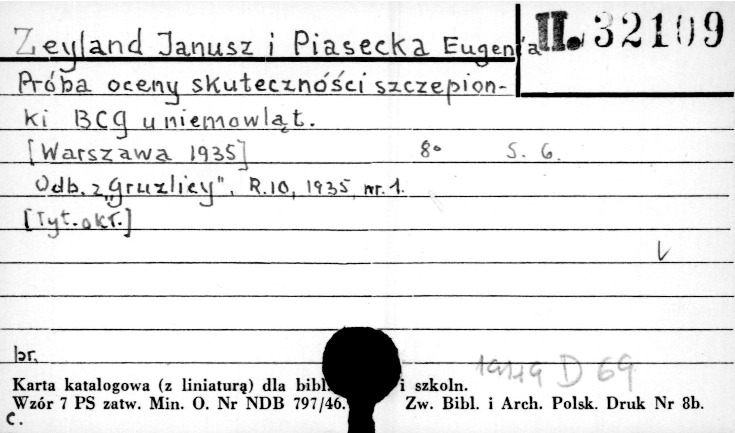 Zeyland Janusz i Piasecka Eugenia II. 32109
Próba oceny skuteczności szczepion-
ki BCG u niemowląt.
[Warszawa 1935] 8° S. 6.
Odb. z „Gruźlicy", R.10, 1935, nr. 1.
[Tyt. okł.]
br.
D 69
Karta katalogowa (z liniaturą) dla bibl. i szkoln.
Wzór 7 PS zatw. Min. O. Nr NDB 797/46. Zw. Bibl. i Arch. Polsk. Druk Nr 8b.
c.